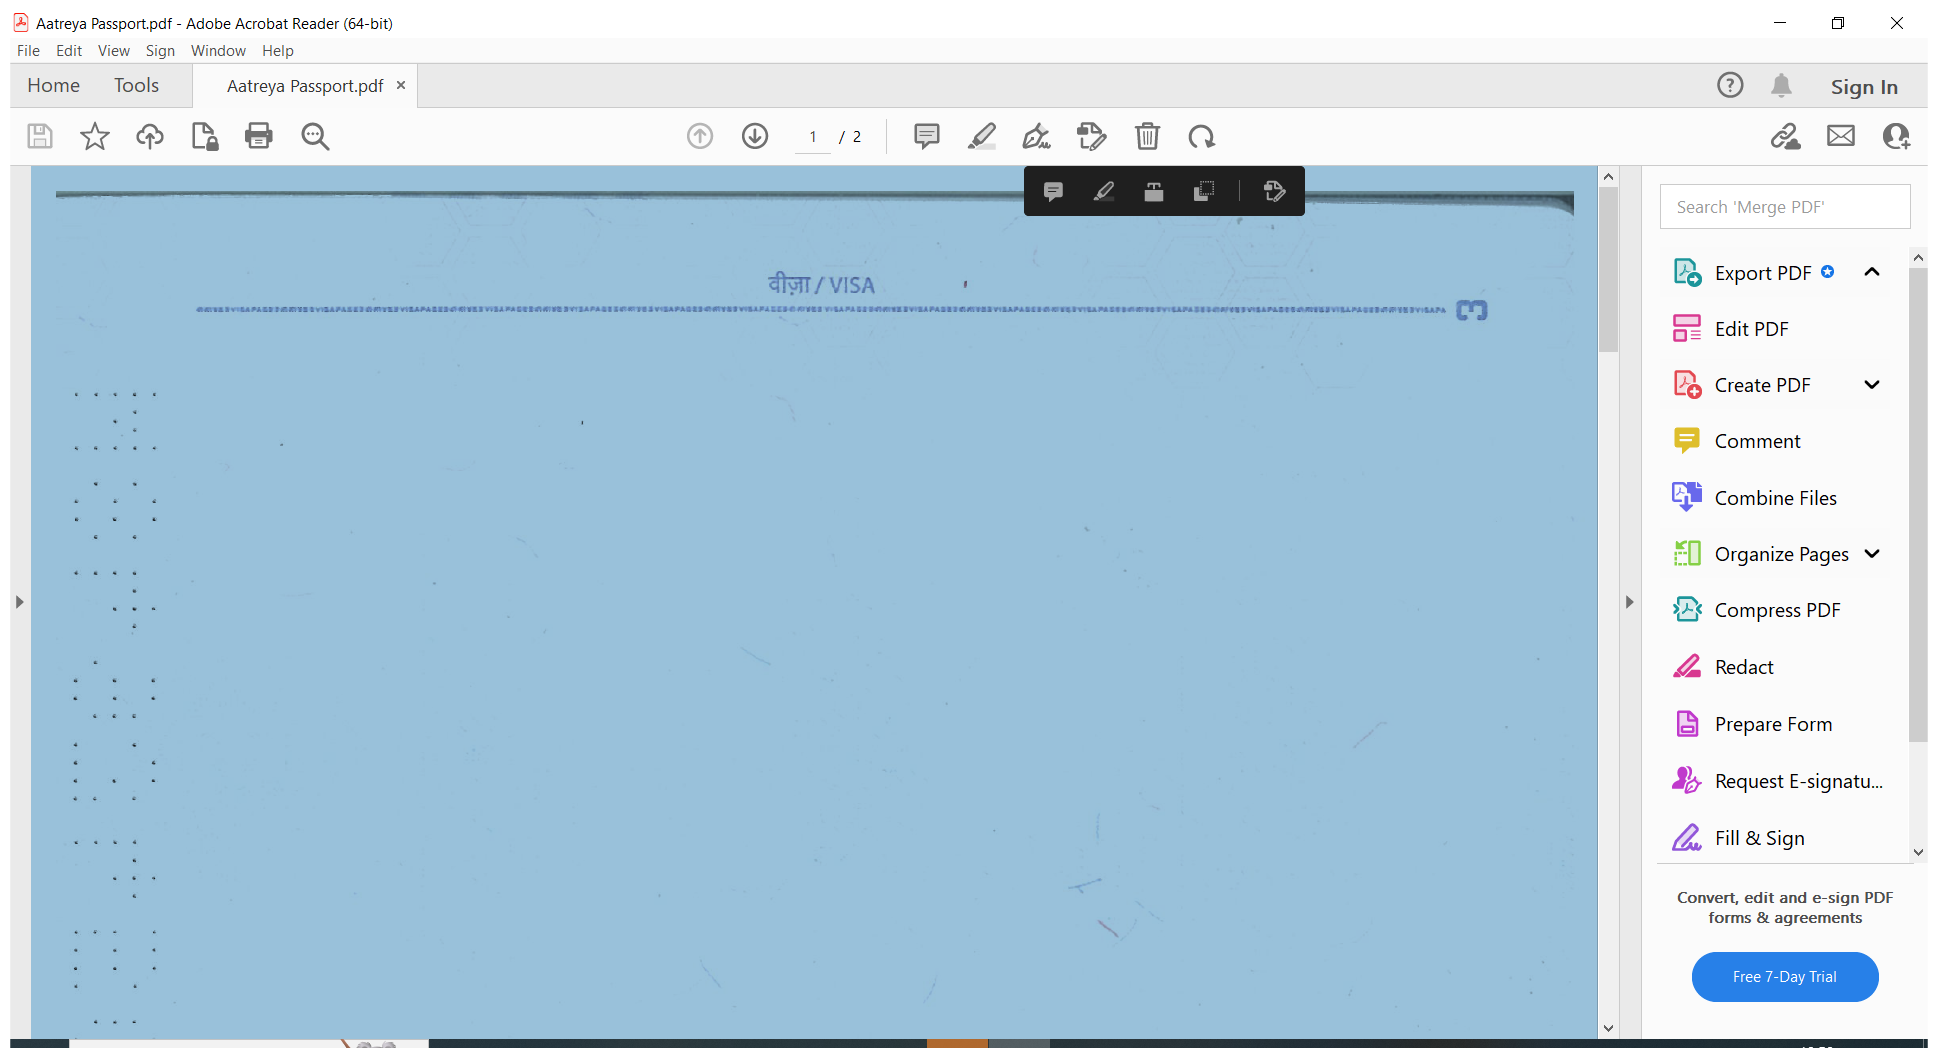 Aatreya Passport.pdf - Adobe Acrobat Reader (64-bit)
File Edit View Sign Window Help
Home Tools Aatreya Passport.pdf × Sign In
1 / 2
Search 'Merge PDF'
वीज़ा / VISA
3
Export PDF
Edit PDF
Create PDF
Comment
Combine Files
Organize Pages
Compress PDF
Redact
Prepare Form
Request E-signatu...
Fill & Sign
Convert, edit and e-sign PDF
forms & agreements
Free 7-Day Trial